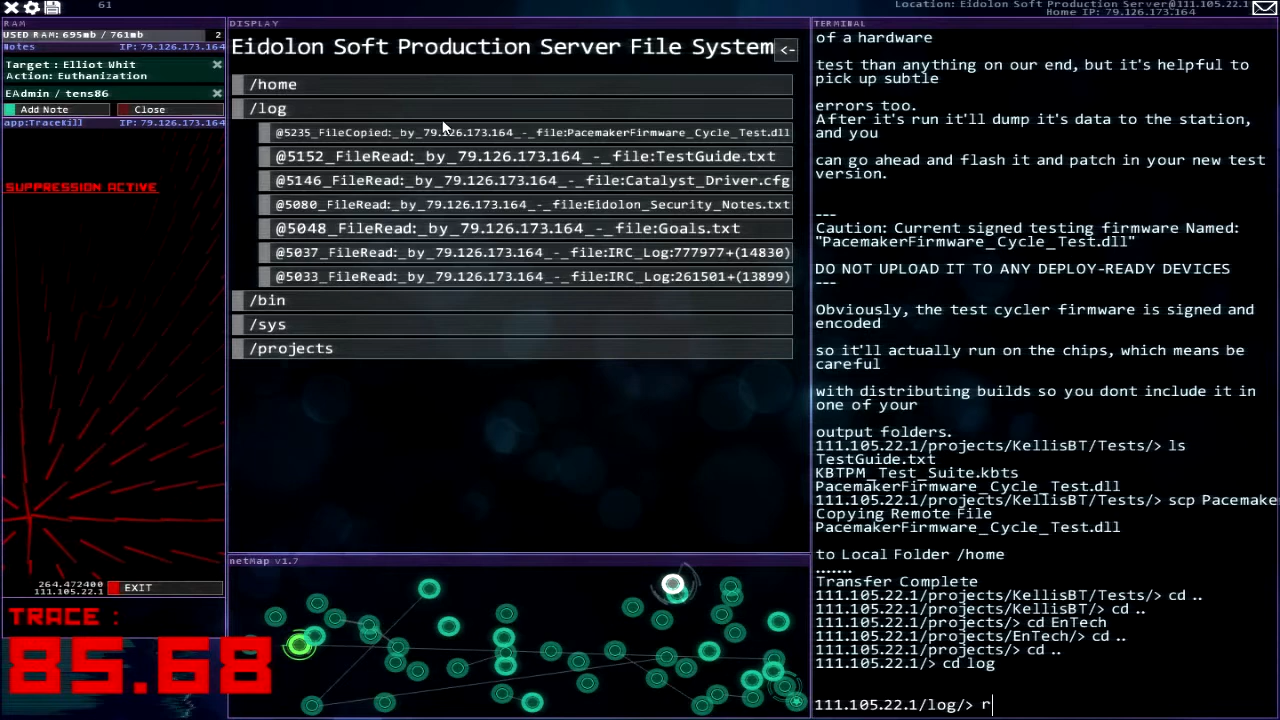 61
Location: Eidolon Soft Production Server@111.105.22.1
Home IP: 79.126.173.164
RAM
USED RAM: 695mb / 761mb
2
Notes
IP: 79.126.173.164
Target : Elliot Whit
Action: Euthanization
EAdmin / tens86
Add Note
Close
app:TraceKill
IP: 79.126.173.164
SUPPRESSION ACTIVE
264.472400
111.105.22.1
EXIT
TRACE :
85.68
DISPLAY
Eidolon Soft Production Server File System
<-
/home
/log
@5235_FileCopied:_by_79.126.173.164_-_file:PacemakerFirmware_Cycle_Test.dll
@5152_FileRead:_by_79.126.173.164_-_file:TestGuide.txt
@5146_FileRead:_by_79.126.173.164_-_file:Catalyst_Driver.cfg
@5080_FileRead:_by_79.126.173.164_-_file:Eidolon_Security_Notes.txt
@5048_FileRead:_by_79.126.173.164_-_file:Goals.txt
@5037_FileRead:_by_79.126.173.164_-_file:IRC_Log:777977+(14830)
@5033_FileRead:_by_79.126.173.164_-_file:IRC_Log:261501+(13899)
/bin
/sys
/projects
netMap v1.7
TERMINAL
of a hardware
test than anything on our end, but it's helpful to
pick up subtle
errors too.
After it's run it'll dump it's data to the station,
and you
can go ahead and flash it and patch in your new test
version.
---
Caution: Current signed testing firmware Named:
"PacemakerFirmware_Cycle_Test.dll"
DO NOT UPLOAD IT TO ANY DEPLOY-READY DEVICES
---
Obviously, the test cycler firmware is signed and
encoded
so it'll actually run on the chips, which means be
careful
with distributing builds so you dont include it in
one of your
output folders.
111.105.22.1/projects/KellisBT/Tests/> ls
TestGuide.txt
KBTPM_Test_Suite.kbts
PacemakerFirmware_Cycle_Test.dll
111.105.22.1/projects/KellisBT/Tests/> scp Pacemake
Copying Remote File
PacemakerFirmware_Cycle_Test.dll
to Local Folder /home
.......
Transfer Complete
111.105.22.1/projects/KellisBT/Tests/> cd ..
111.105.22.1/projects/KellisBT/> cd ..
111.105.22.1/projects/> cd EnTech
111.105.22.1/projects/EnTech/> cd ..
111.105.22.1/projects/> cd ..
111.105.22.1/> cd log
111.105.22.1/log/> r